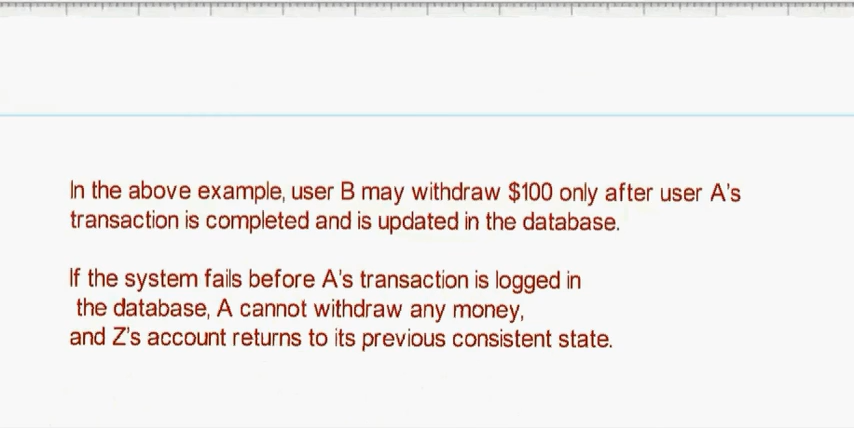 In the above example, user B may withdraw $100 only after user A's
transaction is completed and is updated in the database.
If the system fails before A's transaction is logged in
the database, A cannot withdraw any money,
and Z's account returns to its previous consistent state.